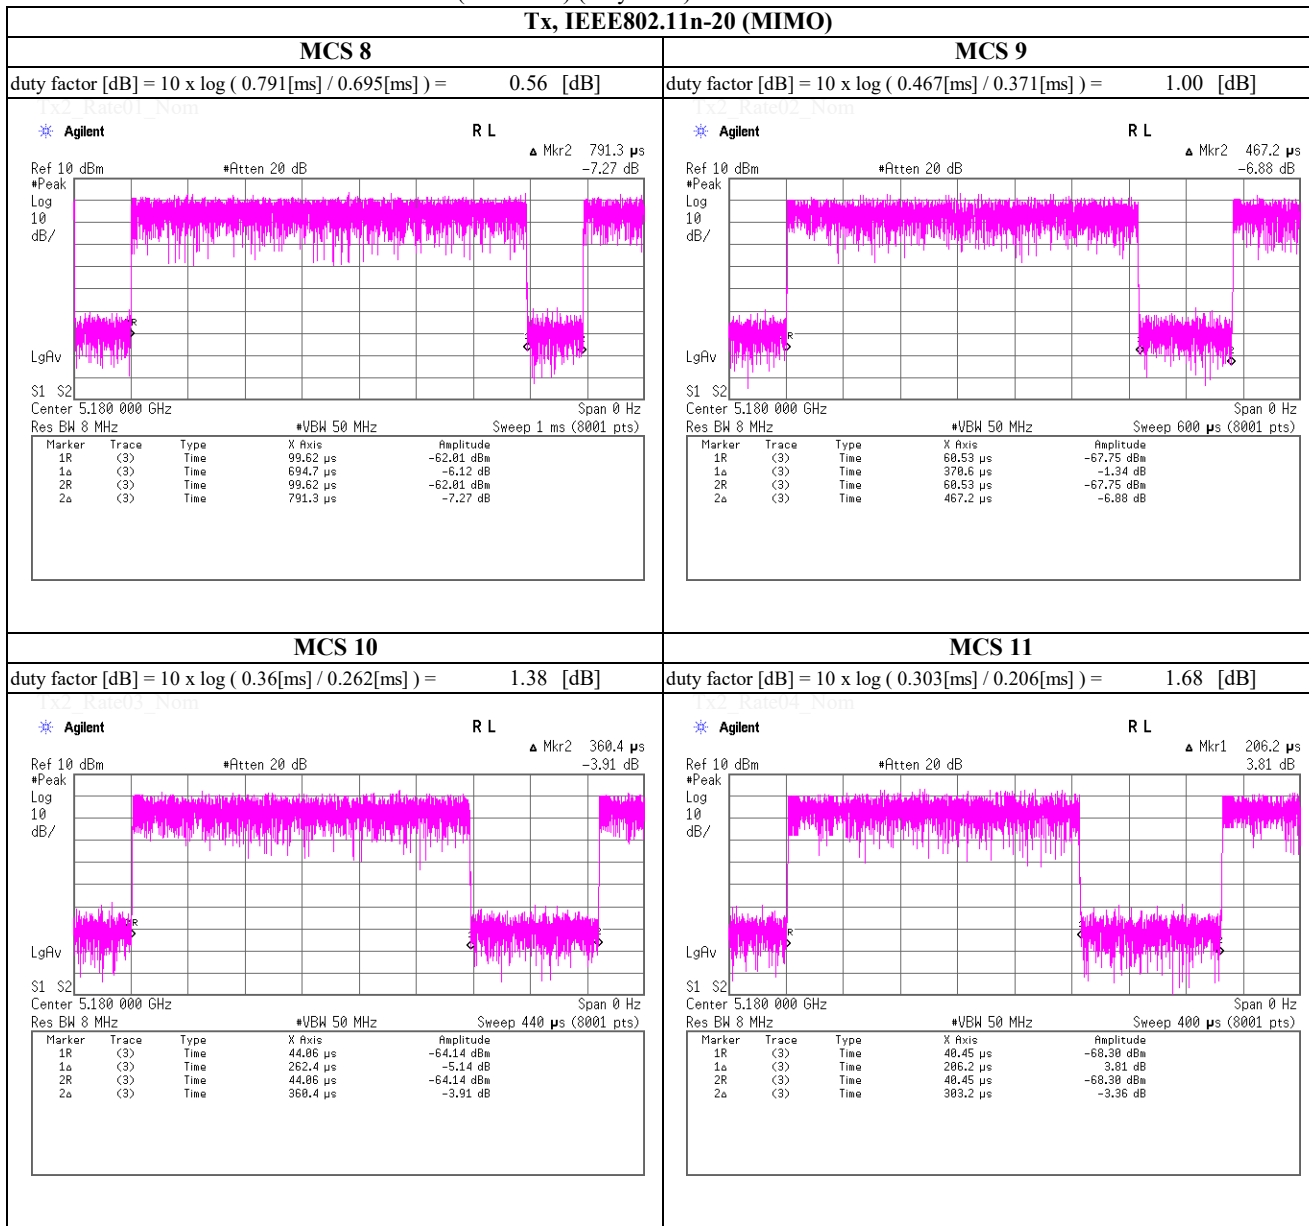 Tx, IEEE802.11n-20 (MIMO)
MCS 8
duty factor [dB] = 10 x log ( 0.791[ms] / 0.695[ms] ) = 0.56 [dB]
Tx2_Rate01_Nom
Agilent R L
Δ Mkr2 791.3 µs
Ref 10 dBm #Atten 20 dB -7.27 dB
#Peak
Log
10
dB/
R
LgAv
S1 S2
Center 5.180 000 GHz Span 0 Hz
Res BW 8 MHz #VBW 50 MHz Sweep 1 ms (8001 pts)
Marker Trace Type X Axis Amplitude
1R (3) Time 99.62 µs -62.01 dBm
1Δ (3) Time 694.7 µs -6.12 dB
2R (3) Time 99.62 µs -62.01 dBm
2Δ (3) Time 791.3 µs -7.27 dB
MCS 9
duty factor [dB] = 10 x log ( 0.467[ms] / 0.371[ms] ) = 1.00 [dB]
Tx2_Rate02_Nom
Agilent R L
Δ Mkr2 467.2 µs
Ref 10 dBm #Atten 20 dB -6.88 dB
#Peak
Log
10
dB/
R
LgAv
S1 S2
Center 5.180 000 GHz Span 0 Hz
Res BW 8 MHz #VBW 50 MHz Sweep 600 µs (8001 pts)
Marker Trace Type X Axis Amplitude
1R (3) Time 60.53 µs -67.75 dBm
1Δ (3) Time 370.6 µs -1.34 dB
2R (3) Time 60.53 µs -67.75 dBm
2Δ (3) Time 467.2 µs -6.88 dB
MCS 10
duty factor [dB] = 10 x log ( 0.36[ms] / 0.262[ms] ) = 1.38 [dB]
Tx2_Rate03_Nom
Agilent R L
Δ Mkr2 360.4 µs
Ref 10 dBm #Atten 20 dB -3.91 dB
#Peak
Log
10
dB/
R
LgAv
S1 S2
Center 5.180 000 GHz Span 0 Hz
Res BW 8 MHz #VBW 50 MHz Sweep 440 µs (8001 pts)
Marker Trace Type X Axis Amplitude
1R (3) Time 44.06 µs -64.14 dBm
1Δ (3) Time 262.4 µs -5.14 dB
2R (3) Time 44.06 µs -64.14 dBm
2Δ (3) Time 360.4 µs -3.91 dB
MCS 11
duty factor [dB] = 10 x log ( 0.303[ms] / 0.206[ms] ) = 1.68 [dB]
Tx2_Rate04_Nom
Agilent R L
Δ Mkr1 206.2 µs
Ref 10 dBm #Atten 20 dB 3.81 dB
#Peak
Log
10
dB/
R
LgAv
S1 S2
Center 5.180 000 GHz Span 0 Hz
Res BW 8 MHz #VBW 50 MHz Sweep 400 µs (8001 pts)
Marker Trace Type X Axis Amplitude
1R (3) Time 40.45 µs -68.30 dBm
1Δ (3) Time 206.2 µs 3.81 dB
2R (3) Time 40.45 µs -68.30 dBm
2Δ (3) Time 303.2 µs -3.36 dB